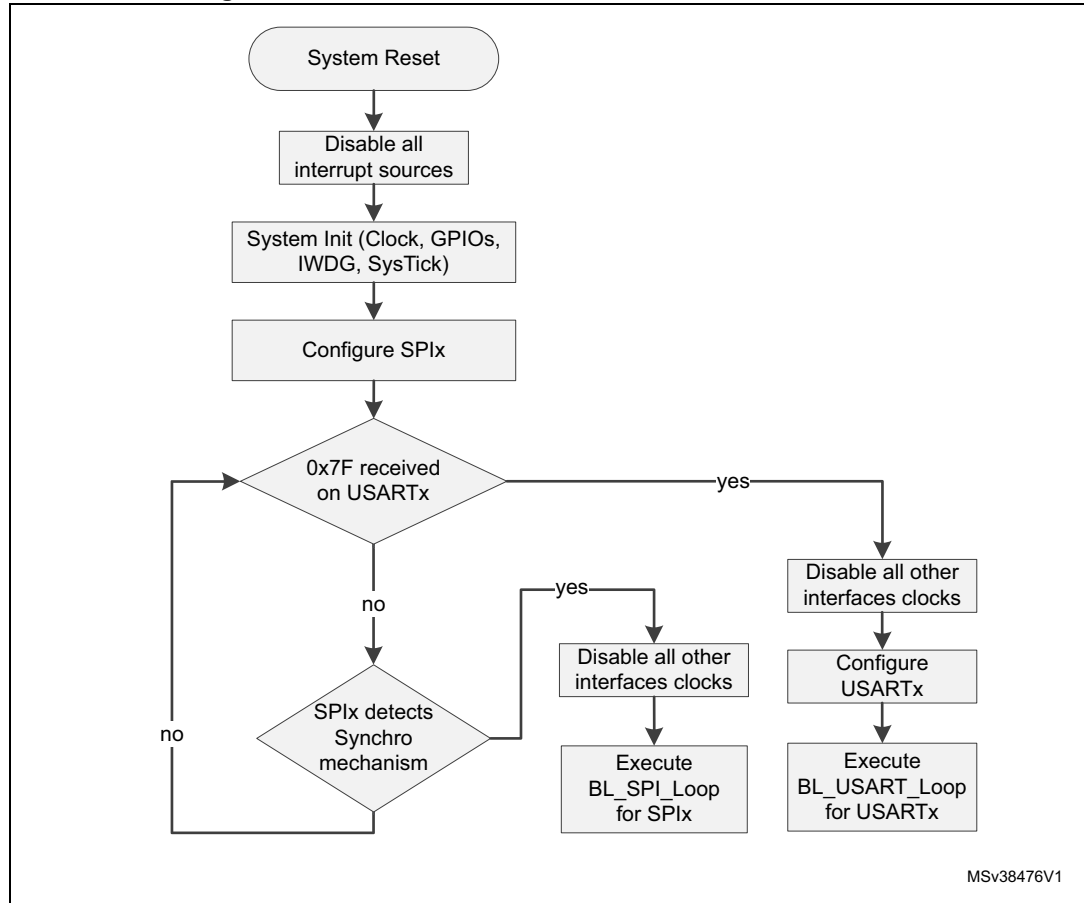 System Reset
Disable all
interrupt sources
System Init (Clock, GPIOs,
IWDG, SysTick)
Configure SPIx
0x7F received
on USARTx
yes
no
Disable all other
interfaces clocks
Configure
USARTx
Execute
BL_USART_Loop
for USARTx
yes
Disable all other
interfaces clocks
SPIx detects
Synchro
mechanism
no
Execute
BL_SPI_Loop
for SPIx
MSv38476V1